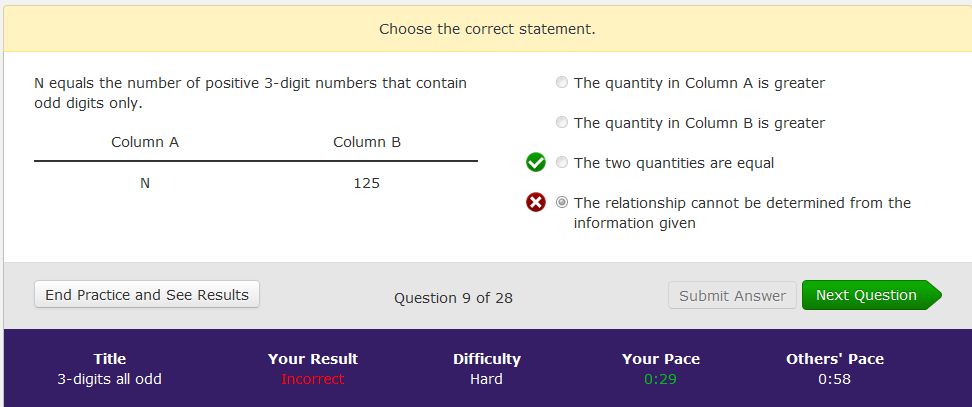 Choose the correct statement.
N equals the number of positive 3-digit numbers that contain
odd digits only.
Column A Column B
N 125
The quantity in Column A is greater
The quantity in Column B is greater
The two quantities are equal
The relationship cannot be determined from the
information given
End Practice and See Results
Question 9 of 28
Submit Answer
Next Question
Title Your Result Difficulty Your Pace Others' Pace
3-digits all odd Incorrect Hard 0:29 0:58